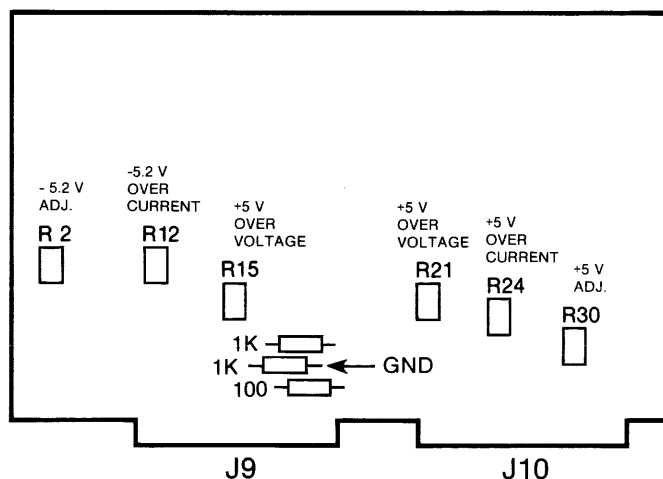 - 5.2 V
ADJ.
R 2
-5.2 V
OVER
CURRENT
R12
+5 V
OVER
VOLTAGE
R15
+5 V
OVER
VOLTAGE
R21
+5 V
OVER
CURRENT
R24
+5 V
ADJ.
R30
1K
1K
GND
100
J9
J10